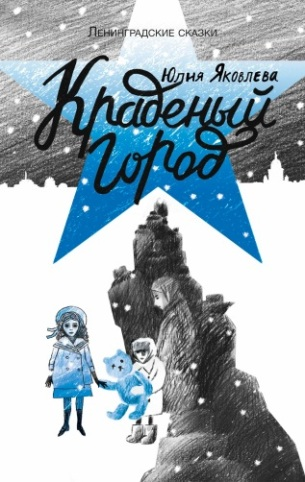 Ленинградские сказки
Юлия Яковлева
Краденый
город